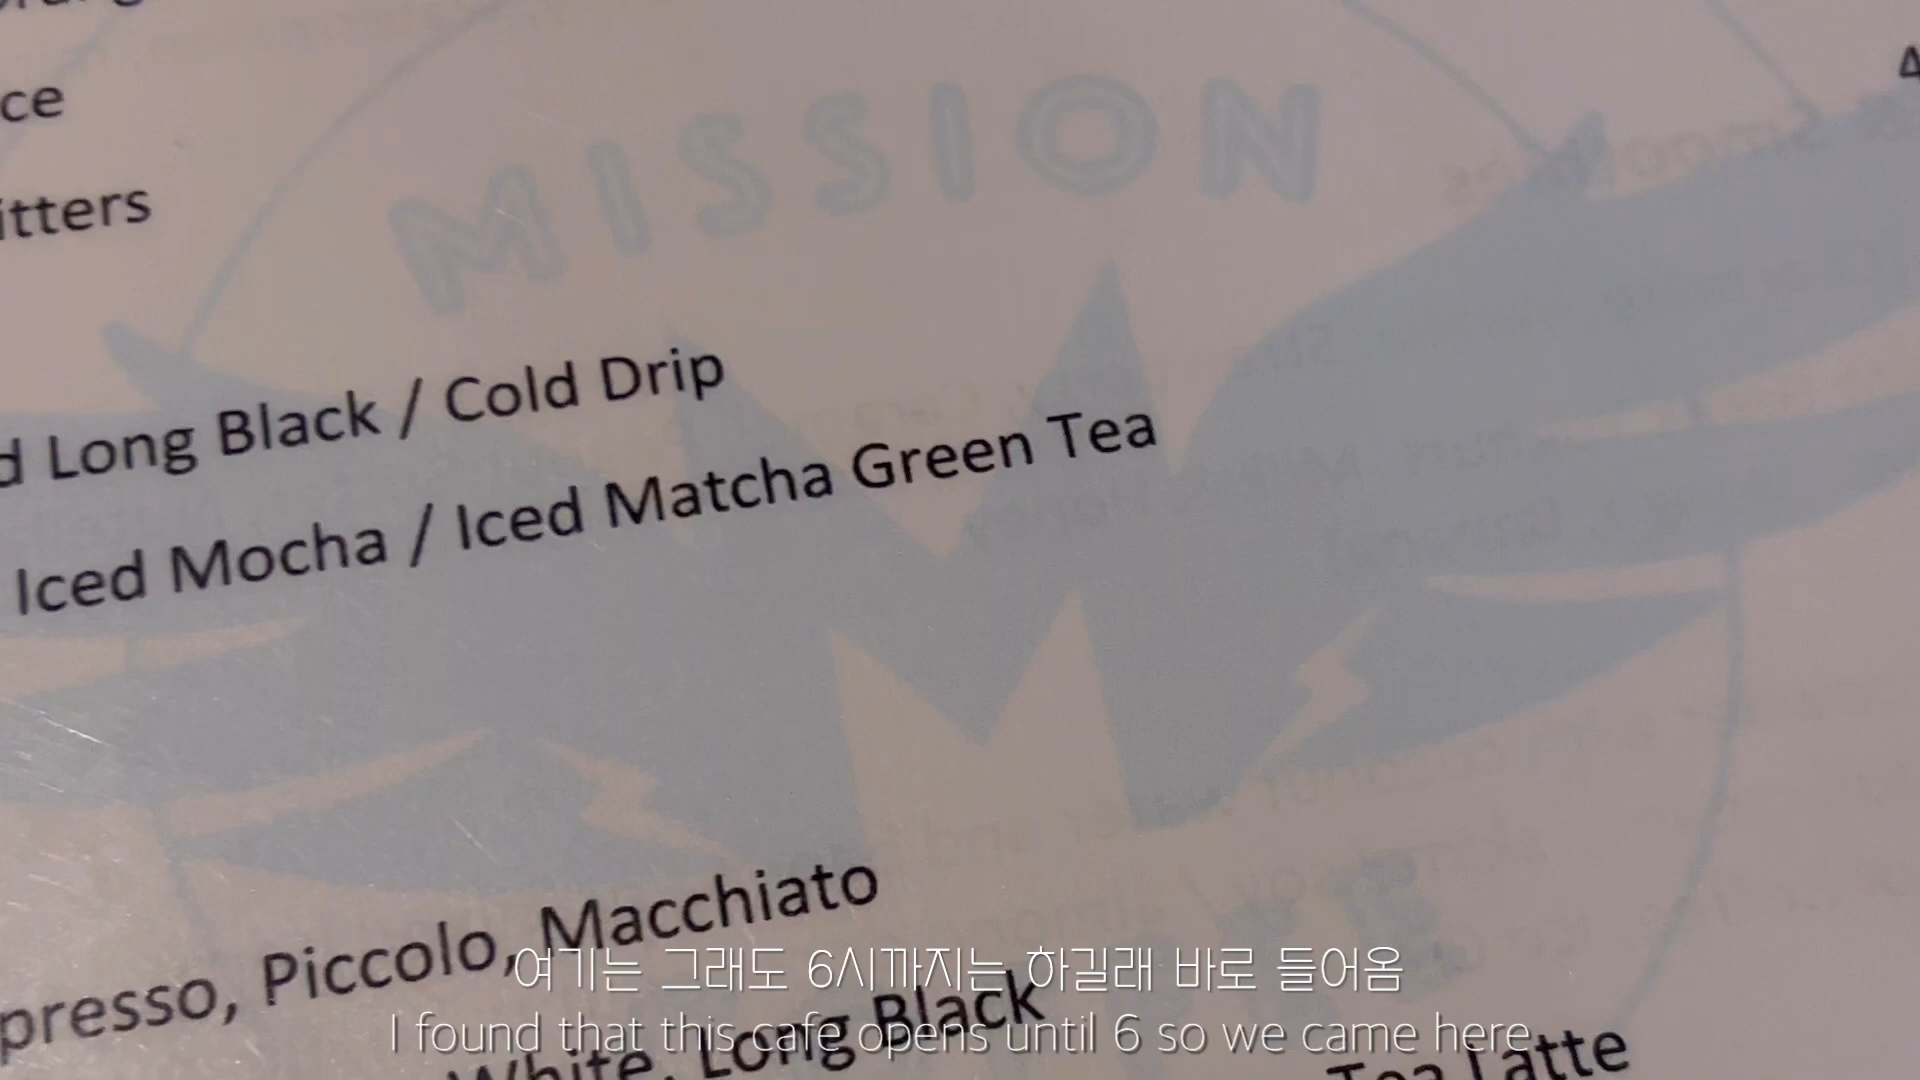 ce
itters
MISSION
d Long Black / Cold Drip
Iced Mocha / Iced Matcha Green Tea
presso, Piccolo, Macchiato
White, Long Black
Tea Latte
여기는 그래도 6시까지는 하길래 바로 들어옴
I found that this cafe opens until 6 so we came here